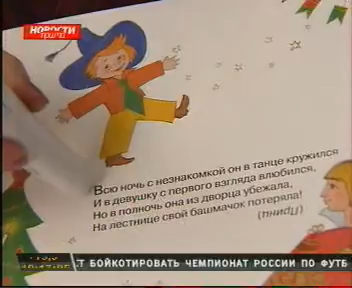 НОВОСТИ
прима
Всю ночь с незнакомкой он в танце кружился
И в девушку с первого взгляда влюбился,
Но в полночь она из дворца убежала,
На лестнице свой башмачок потеряла!
(принц)
Т БОЙКОТИРОВАТЬ ЧЕМПИОНАТ РОССИИ ПО ФУТБ